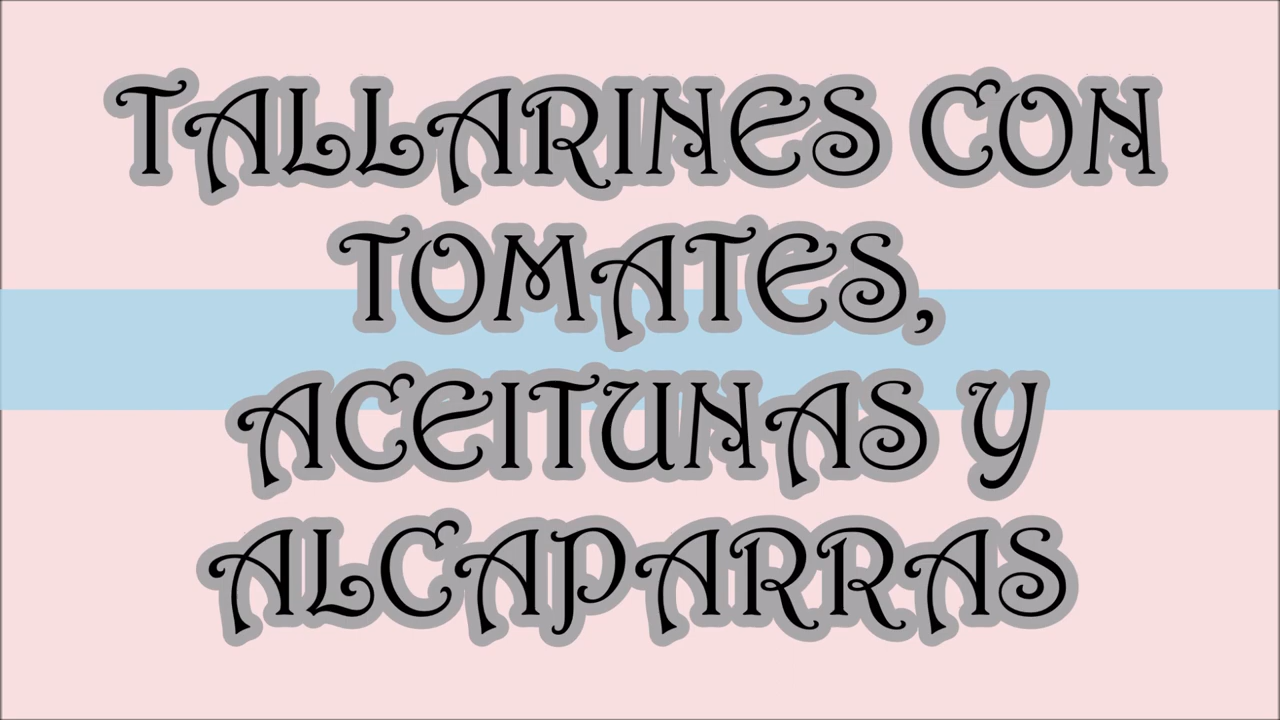 TALLARINES CON
TOMATES,
ACEITUNAS Y
ALCAPARRAS